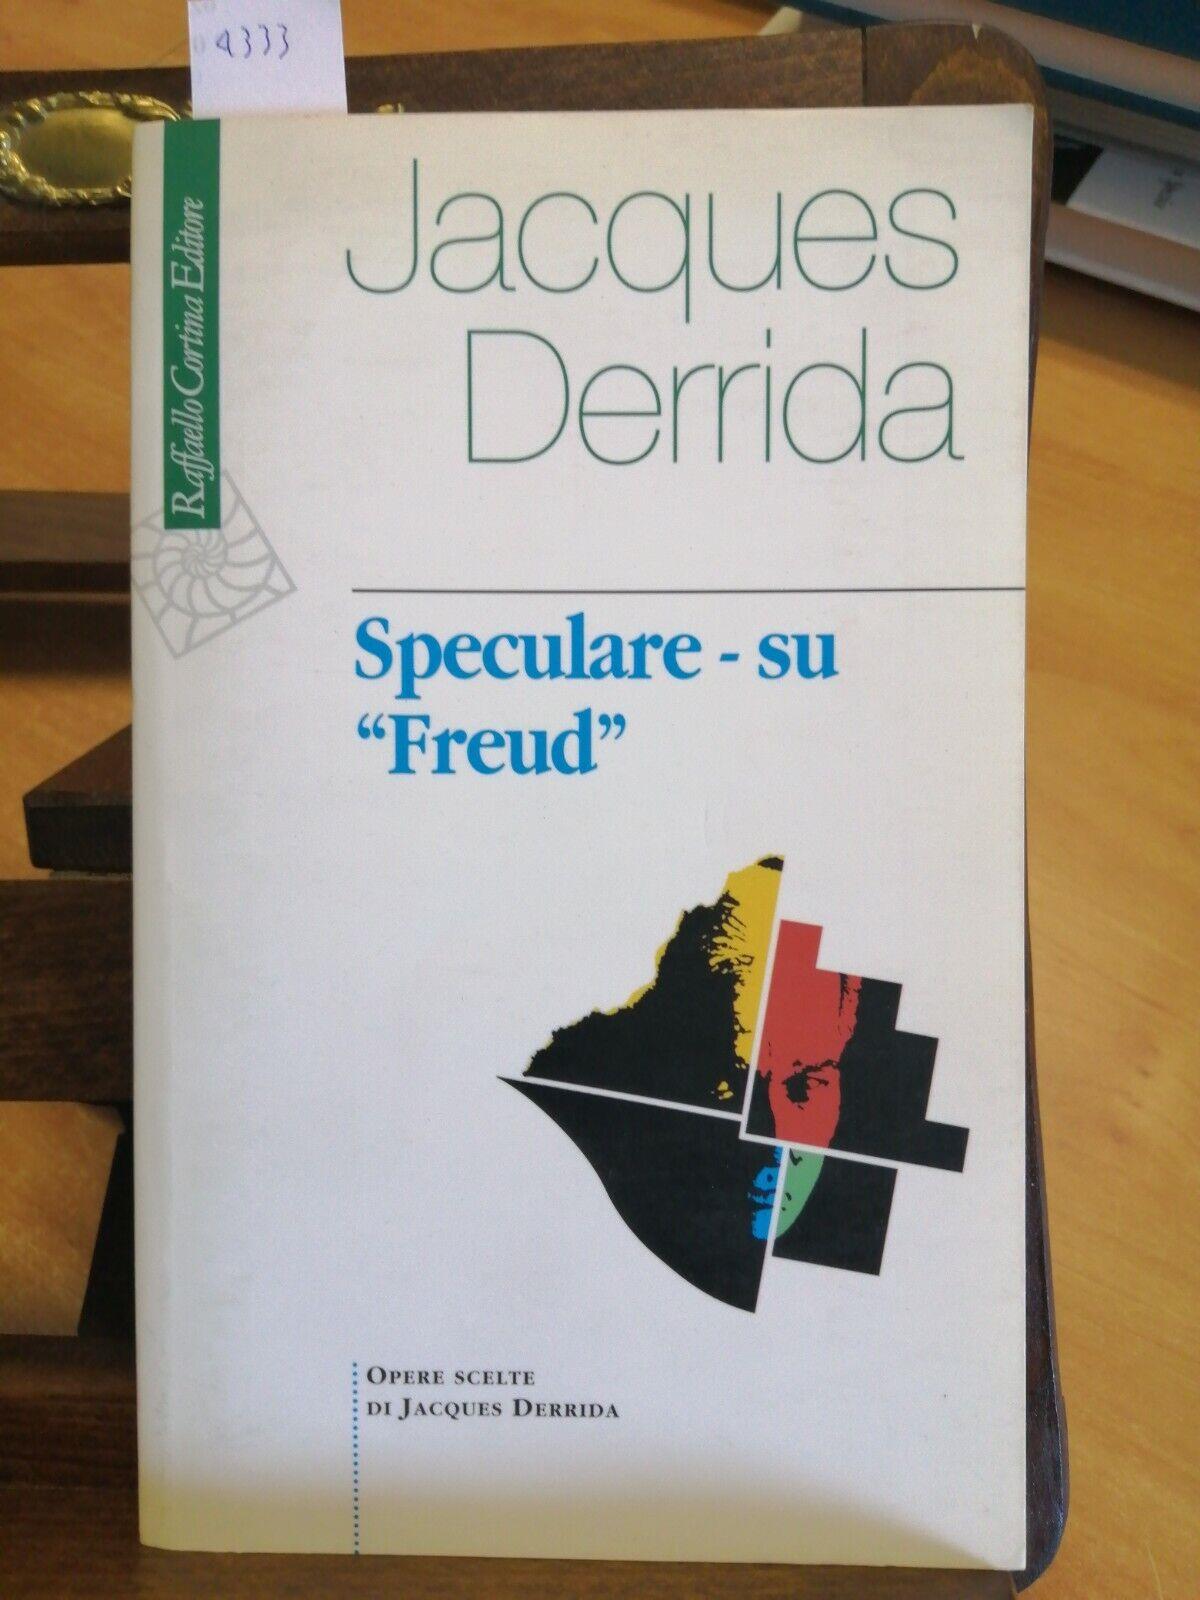 4333
Raffaello Cortina Editore
Jacques
Derrida
Speculare - su
“Freud”
OPERE SCELTE
DI JACQUES DERRIDA